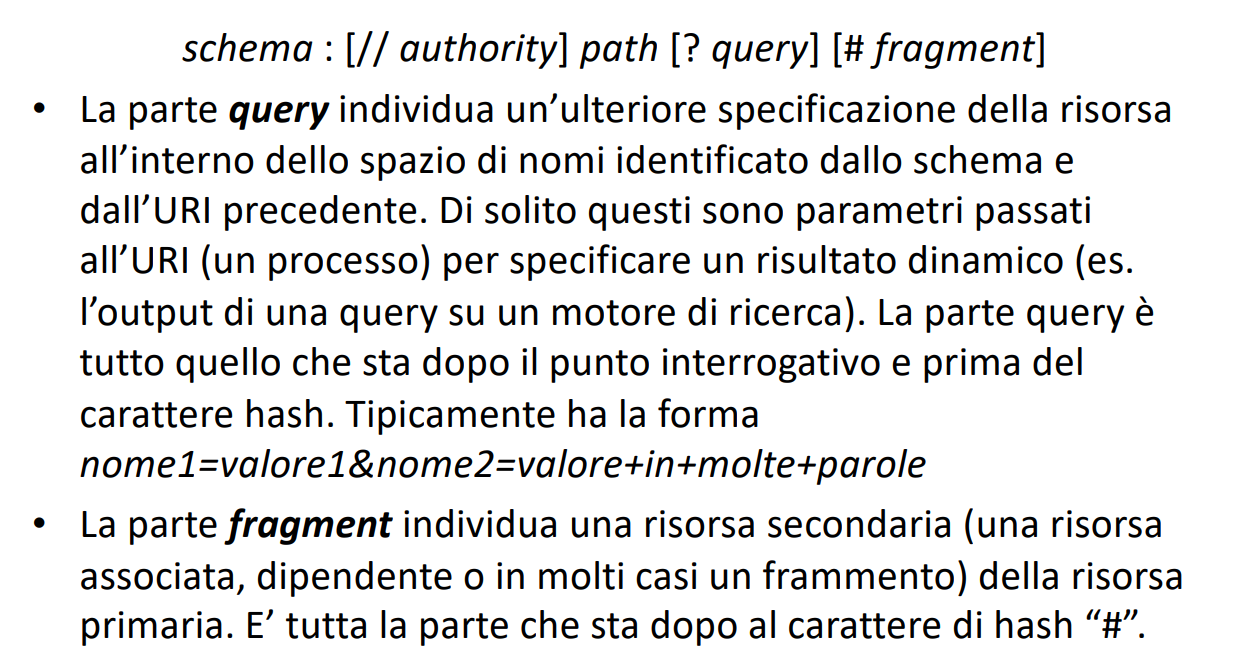 schema : [// authority] path [? query] [# fragment]
• La parte query individua un’ulteriore specificazione della risorsa
all’interno dello spazio di nomi identificato dallo schema e
dall’URI precedente. Di solito questi sono parametri passati
all’URI (un processo) per specificare un risultato dinamico (es.
l’output di una query su un motore di ricerca). La parte query è
tutto quello che sta dopo il punto interrogativo e prima del
carattere hash. Tipicamente ha la forma
nome1=valore1&nome2=valore+in+molte+parole
• La parte fragment individua una risorsa secondaria (una risorsa
associata, dipendente o in molti casi un frammento) della risorsa
primaria. E’ tutta la parte che sta dopo al carattere di hash “#”.